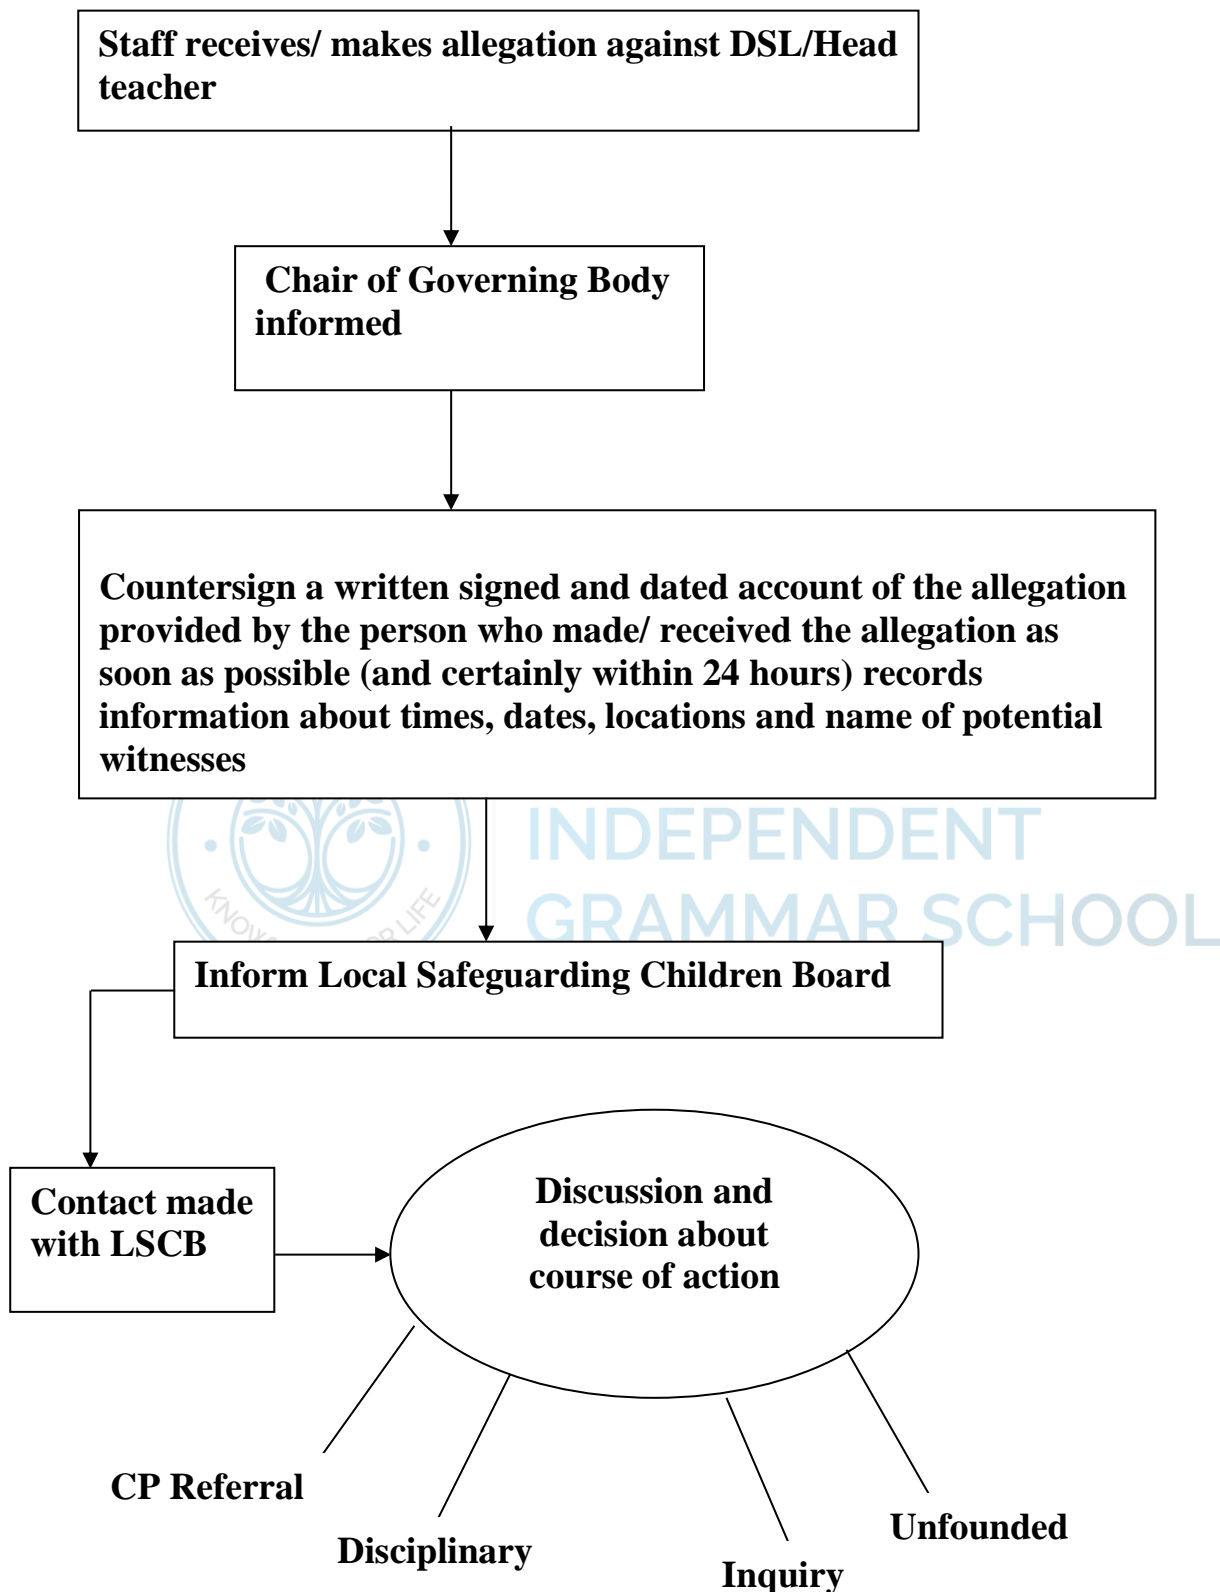 Staff receives/ makes allegation against DSL/Head
teacher
Chair of Governing Body
informed
Countersign a written signed and dated account of the allegation
provided by the person who made/ received the allegation as
soon as possible (and certainly within 24 hours) records
information about times, dates, locations and name of potential
witnesses
INDEPENDENT
GRAMMAR SCHOOL
Inform Local Safeguarding Children Board
Contact made
with LSCB
Discussion and
decision about
course of action
CP Referral
Disciplinary
Inquiry
Unfounded